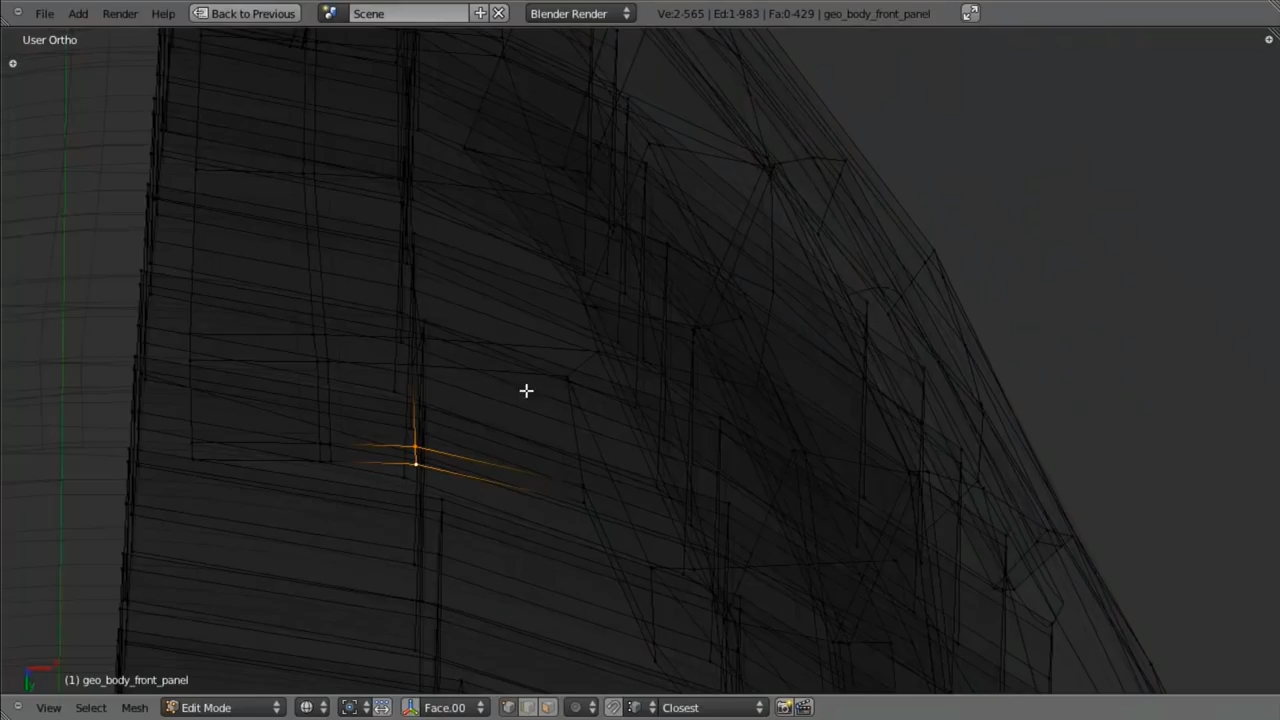 File Add Render Help Back to Previous Scene Blender Render Ve:2-565 | Ed:1-983 | Fa:0-429 | geo_body_front_panel
User Ortho
(1) geo_body_front_panel
View Select Mesh Edit Mode Face.00 Closest